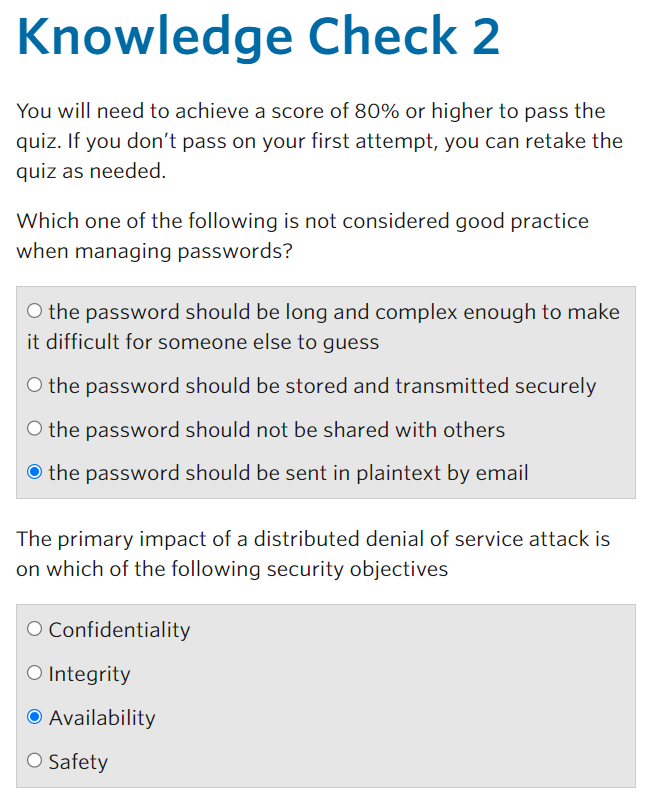 Knowledge Check 2
You will need to achieve a score of 80% or higher to pass the
quiz. If you don’t pass on your first attempt, you can retake the
quiz as needed.
Which one of the following is not considered good practice
when managing passwords?
the password should be long and complex enough to make
it difficult for someone else to guess
the password should be stored and transmitted securely
the password should not be shared with others
the password should be sent in plaintext by email
The primary impact of a distributed denial of service attack is
on which of the following security objectives
Confidentiality
Integrity
Availability
Safety